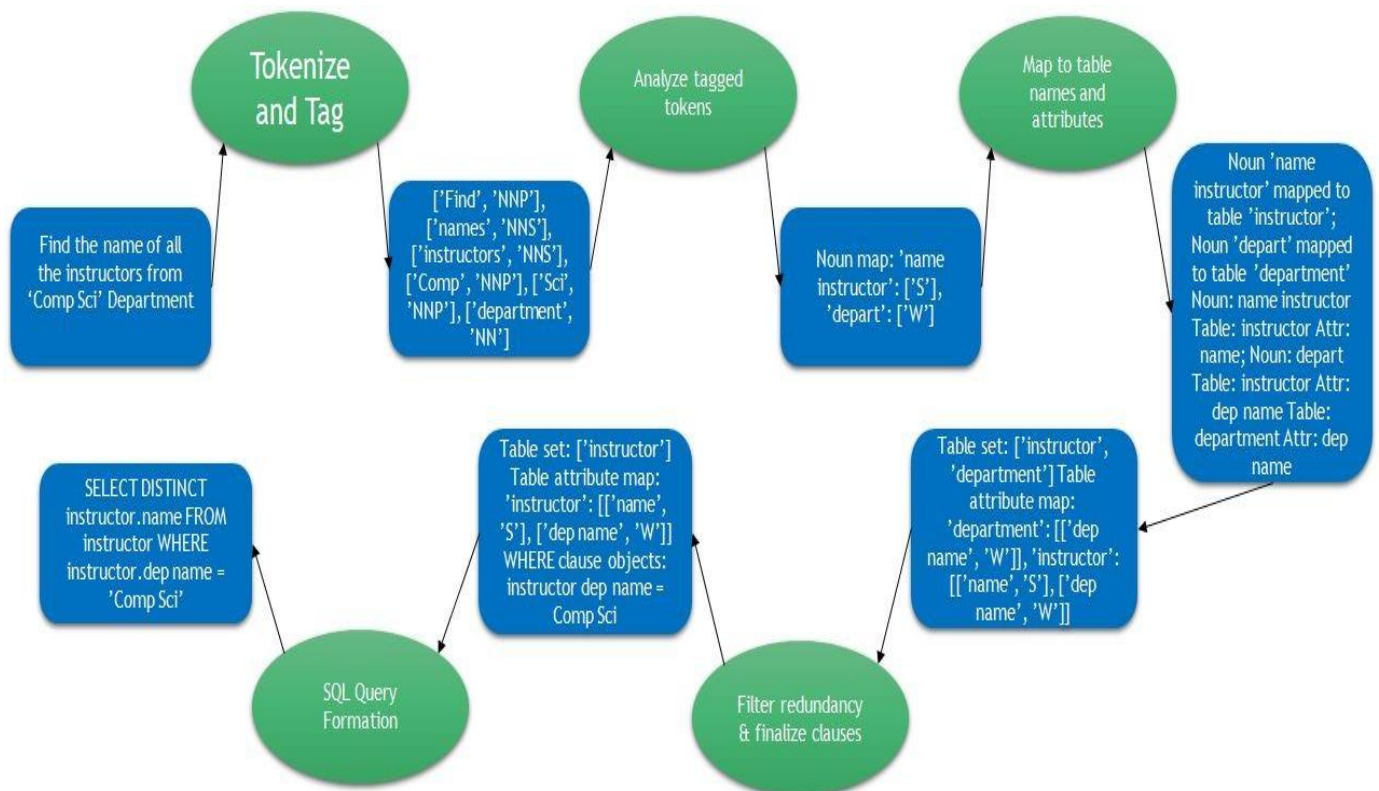 Find the name of all
the instructors from
‘Comp Sci’ Department
Tokenize
and Tag
['Find’, 'NNP’],
['names’, 'NNS’],
['instructors’, 'NNS’],
['Comp’, 'NNP’], ['Sci’,
'NNP’], ['department’,
'NN’]
Analyze tagged
tokens
Noun map: 'name
instructor’: ['S’],
'depart’: ['W’]
Map to table
names and
attributes
Noun ’name
instructor’ mapped to
table ’instructor’;
Noun ’depart’ mapped
to table ’department’
Noun: name instructor
Table: instructor Attr:
name; Noun: depart
Table: instructor Attr:
dep name Table:
department Attr: dep
name
Table set: [’instructor’,
’department’] Table
attribute map:
’department’: [[’dep
name’, ’W’]], ’instructor’:
[[’name’, ’S’], [’dep
name’, ’W’]]
Filter redundancy
& finalize clauses
Table set: [’instructor’]
Table attribute map:
’instructor’: [[’name’,
’S’], [’dep name’, ’W’]]
WHERE clause objects:
instructor dep name =
Comp Sci
SQL Query
Formation
SELECT DISTINCT
instructor.name FROM
instructor WHERE
instructor.dep name =
’Comp Sci’